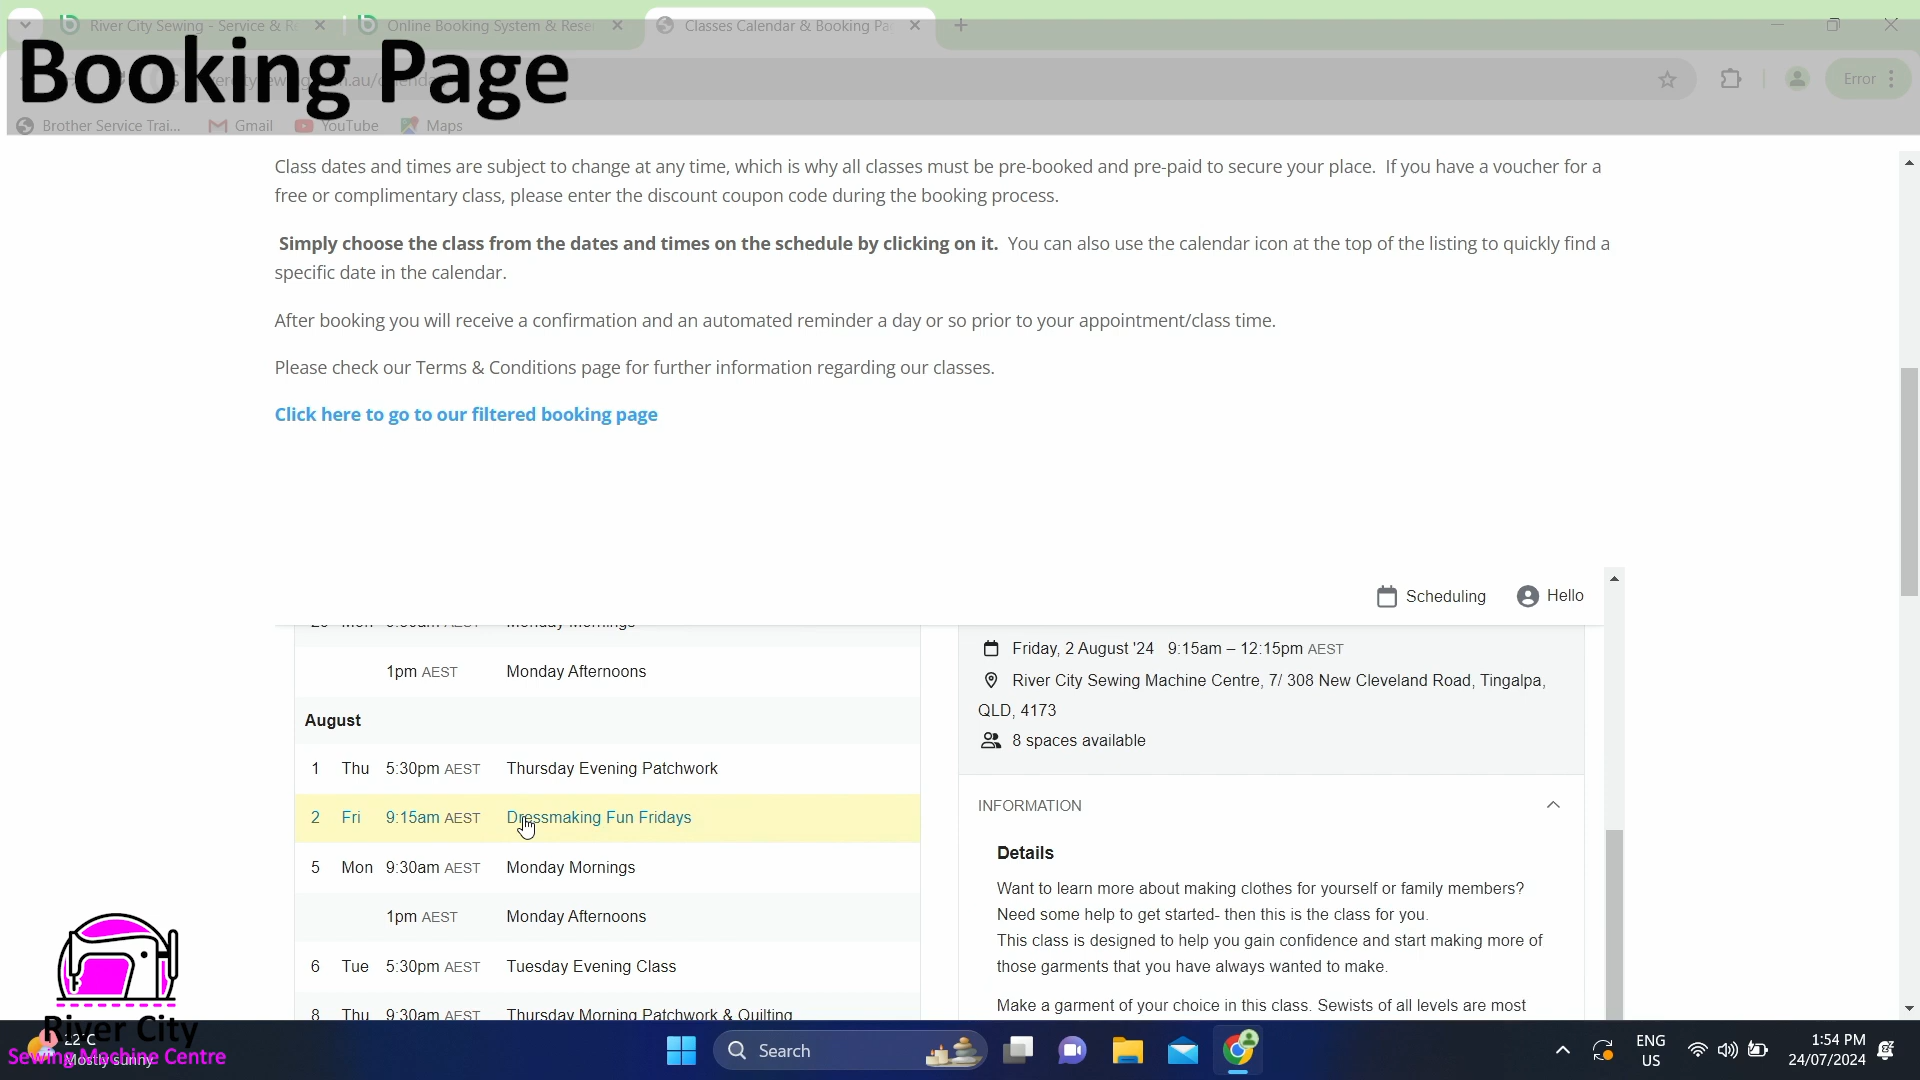 River City Sewing - Service & Re
Online Booking System & Rese
Classes Calendar & Booking Pa
Booking Page
Error
Brother Service Trai...
Gmail
YouTube
Maps
Class dates and times are subject to change at any time, which is why all classes must be pre-booked and pre-paid to secure your place. If you have a voucher for a
free or complimentary class, please enter the discount coupon code during the booking process.
Simply choose the class from the dates and times on the schedule by clicking on it. You can also use the calendar icon at the top of the listing to quickly find a
specific date in the calendar.
After booking you will receive a confirmation and an automated reminder a day or so prior to your appointment/class time.
Please check our Terms & Conditions page for further information regarding our classes.
Click here to go to our filtered booking page
Scheduling
Hello
1pm AEST Monday Afternoons
August
1 Thu 5:30pm AEST Thursday Evening Patchwork
2 Fri 9:15am AEST Dressmaking Fun Fridays
5 Mon 9:30am AEST Monday Mornings
1pm AEST Monday Afternoons
6 Tue 5:30pm AEST Tuesday Evening Class
8 Thu 9:30am AEST Thursday Morning Patchwork & Quilting
Friday, 2 August '24 9:15am – 12:15pm AEST
River City Sewing Machine Centre, 7/ 308 New Cleveland Road, Tingalpa,
QLD, 4173
8 spaces available
INFORMATION
Details
Want to learn more about making clothes for yourself or family members?
Need some help to get started- then this is the class for you.
This class is designed to help you gain confidence and start making more of
those garments that you have always wanted to make.
Make a garment of your choice in this class. Sewists of all levels are most
River City
Sewing Machine Centre
22°C
Mostly sunny
Search
ENG
US
1:54 PM
24/07/2024